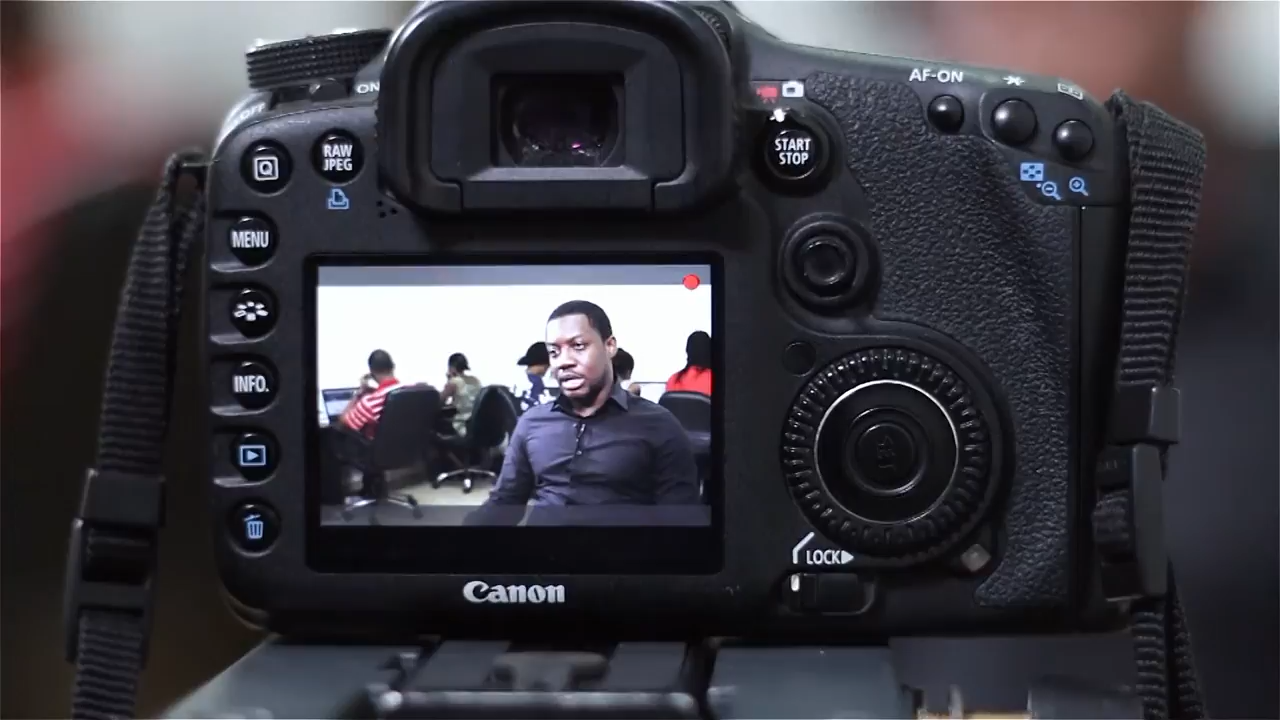 ON
OFF
AF-ON
Q
RAW
JPEG
START
STOP
MENU
INFO.
LOCK
Canon